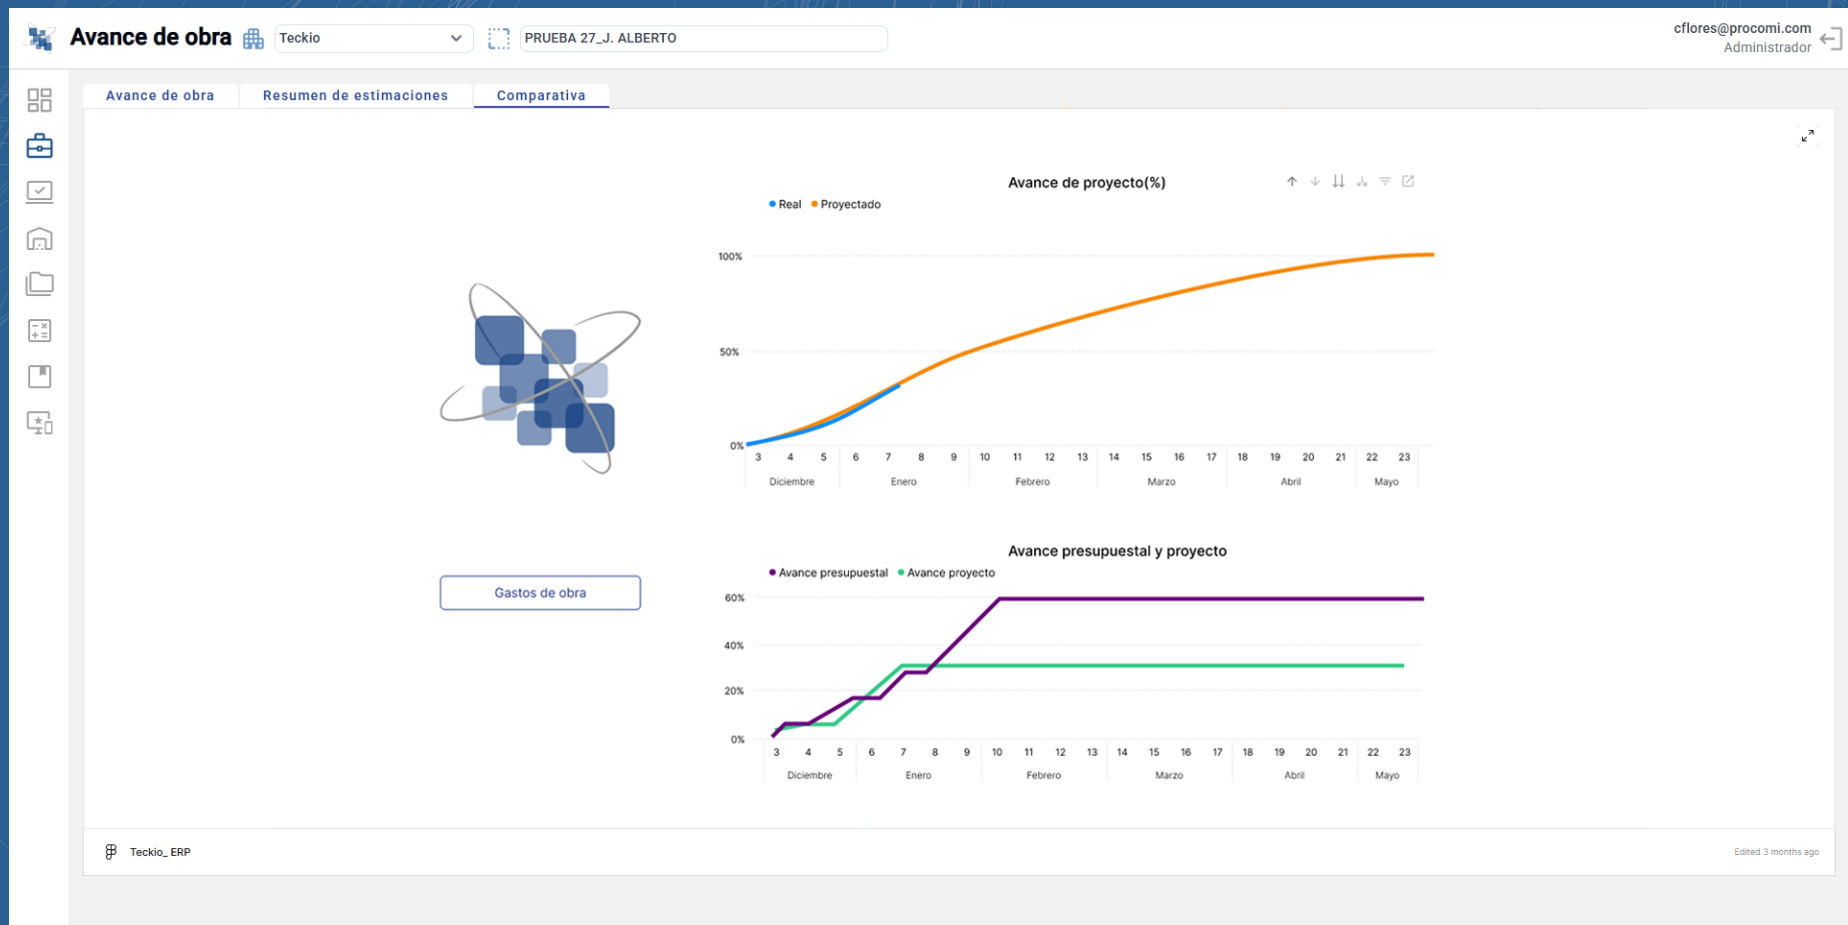 Avance de obra
Teckio
PRUEBA 27_J. ALBERTO
cflores@procomi.com
Administrador
Avance de obra
Resumen de estimaciones
Comparativa
Avance de proyecto(%)
Real Proyectado
100%
50%
0%
3 4 5 6 7 8 9 10 11 12 13 14 15 16 17 18 19 20 21 22 23
Diciembre Enero Febrero Marzo Abril Mayo
Gastos de obra
Avance presupuestal y proyecto
Avance presupuestal Avance proyecto
60%
40%
20%
0%
3 4 5 6 7 8 9 10 11 12 13 14 15 16 17 18 19 20 21 22 23
Diciembre Enero Febrero Marzo Abril Mayo
Teckio_ ERP
Edited 3 months ago